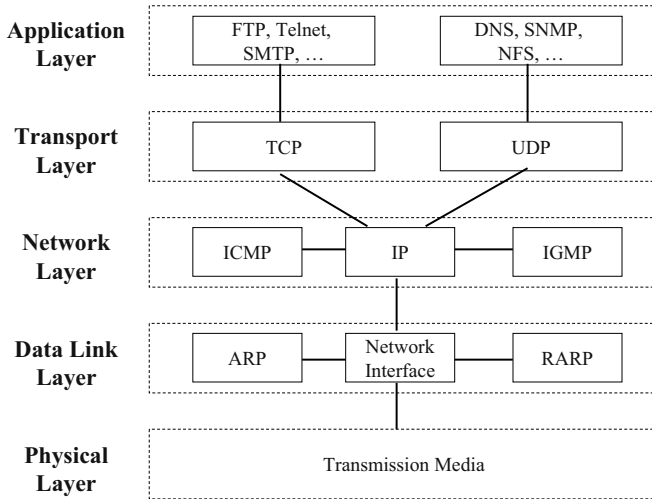 Application
Layer
FTP, Telnet,
SMTP, …
DNS, SNMP,
NFS, …
Transport
Layer
TCP
UDP
Network
Layer
ICMP
IP
IGMP
Data Link
Layer
ARP
Network
Interface
RARP
Physical
Layer
Transmission Media